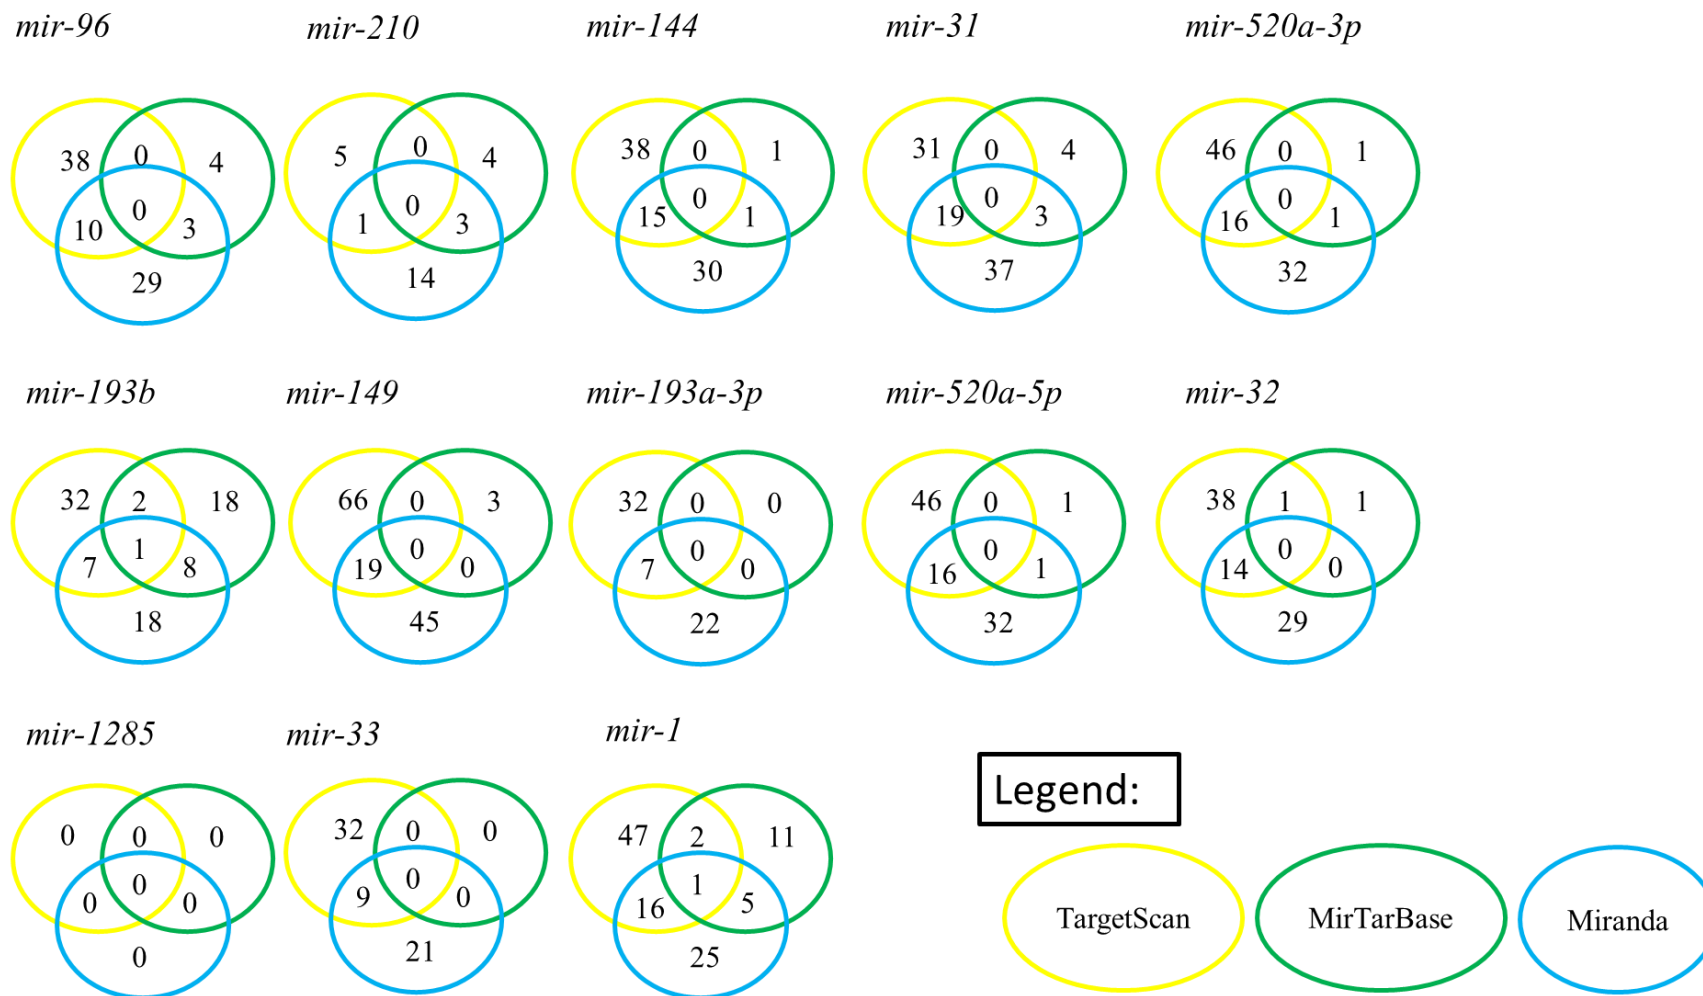 mir-96 mir-210 mir-144 mir-31 mir-520a-3p
38 0 4 5 0 4 38 0 1 31 0 4 46 0 1
0 0 0 0 0
10 3 1 3 15 1 19 3 16 1
29 14 30 37 32
mir-193b mir-149 mir-193a-3p mir-520a-5p mir-32
32 2 18 66 0 3 32 0 0 46 0 1 38 1 1
1 0 0 0 0
7 8 19 0 7 0 16 1 14 0
18 45 22 32 29
mir-1285 mir-33 mir-1
0 0 0 32 0 0 47 2 11
0 0 1
0 0 9 0 16 5
0 21 25
Legend:
TargetScan MirTarBase Miranda